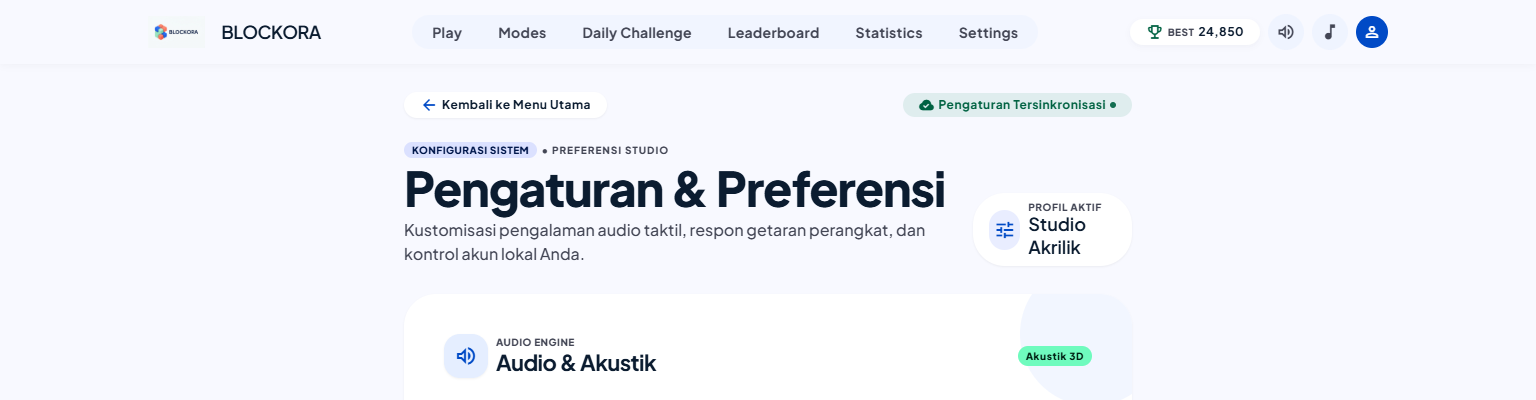 BLOCKORA
BLOCKORA
Play
Modes
Daily Challenge
Leaderboard
Statistics
Settings
BEST 24,850
Kembali ke Menu Utama
Pengaturan Tersinkronisasi •
KONFIGURASI SISTEM
• PREFERENSI STUDIO
Pengaturan & Preferensi
Kustomisasi pengalaman audio taktil, respon getaran perangkat, dan
kontrol akun lokal Anda.
PROFIL AKTIF
Studio
Akrilik
AUDIO ENGINE
Audio & Akustik
Akustik 3D